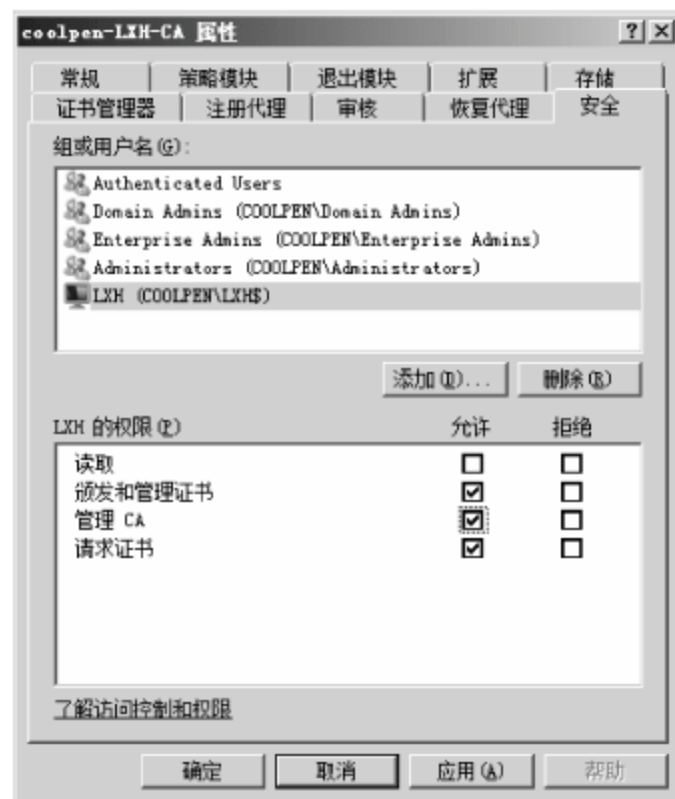 coolpen-LXH-CA 属性
常规 策略模块 退出模块 扩展 存储
证书管理器 注册代理 审核 恢复代理 安全
组或用户名(G):
Authenticated Users
Domain Admins (COOLPEN\Domain Admins)
Enterprise Admins (COOLPEN\Enterprise Admins)
Administrators (COOLPEN\Administrators)
LXH (COOLPEN\LXH$)
添加(D)... 删除(R)
LXH 的权限(P) 允许 拒绝
读取
颁发和管理证书
管理 CA
请求证书
了解访问控制和权限
确定 取消 应用(A) 帮助